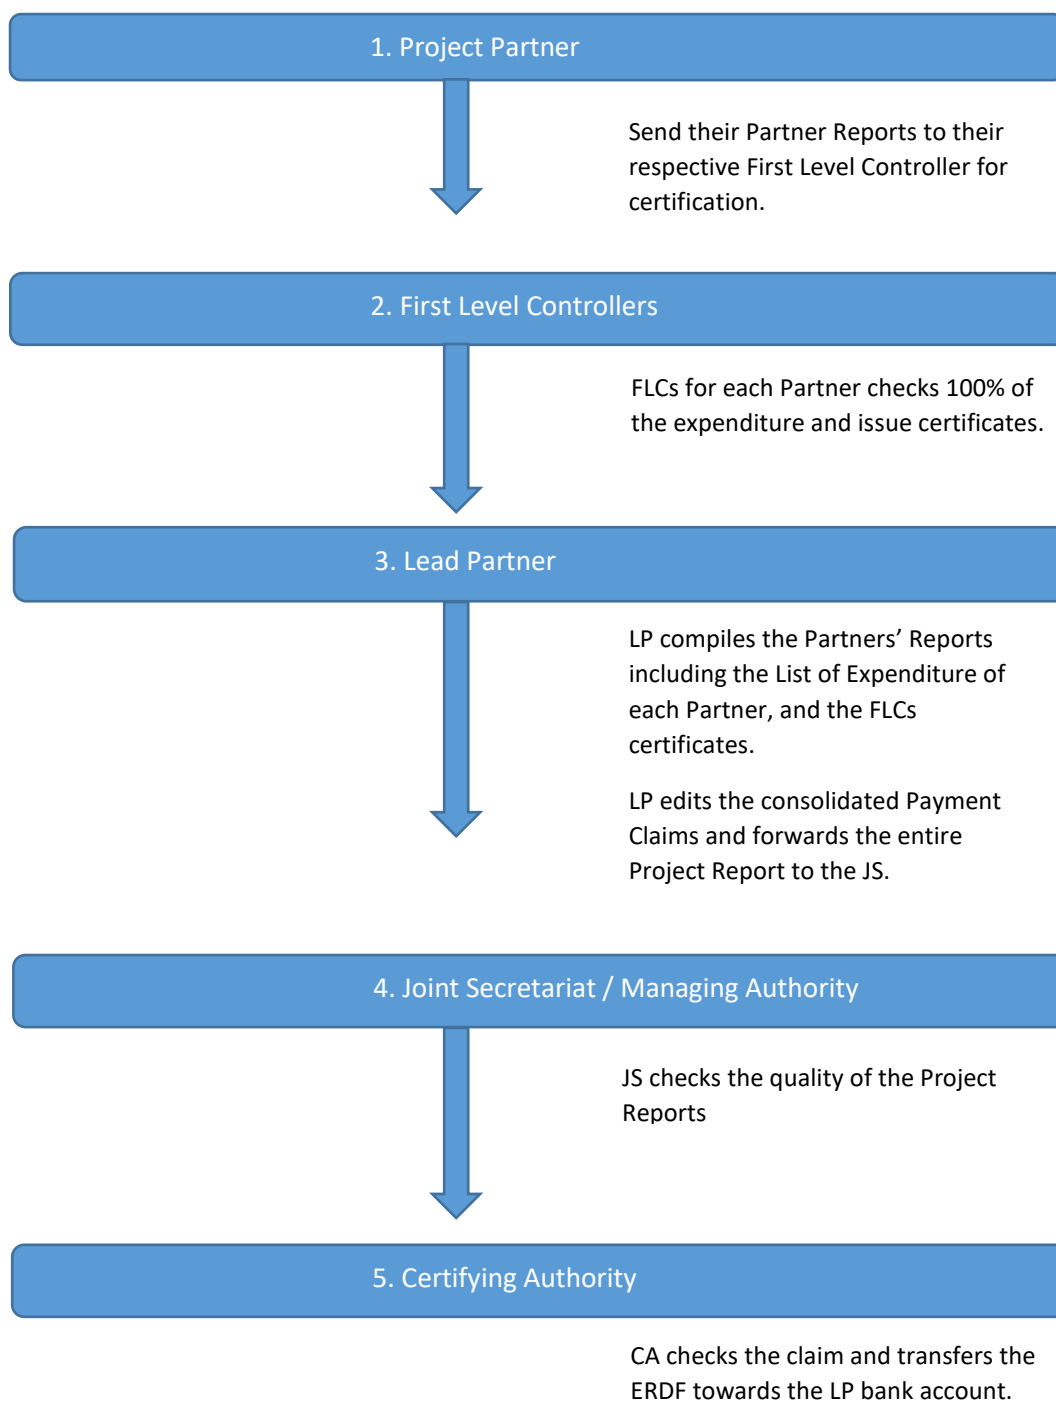 1. Project Partner
Send their Partner Reports to their
respective First Level Controller for
certification.
2. First Level Controllers
FLCs for each Partner checks 100% of
the expenditure and issue certificates.
3. Lead Partner
LP compiles the Partners’ Reports
including the List of Expenditure of
each Partner, and the FLCs
certificates.
LP edits the consolidated Payment
Claims and forwards the entire
Project Report to the JS.
4. Joint Secretariat / Managing Authority
JS checks the quality of the Project
Reports
5. Certifying Authority
CA checks the claim and transfers the
ERDF towards the LP bank account.